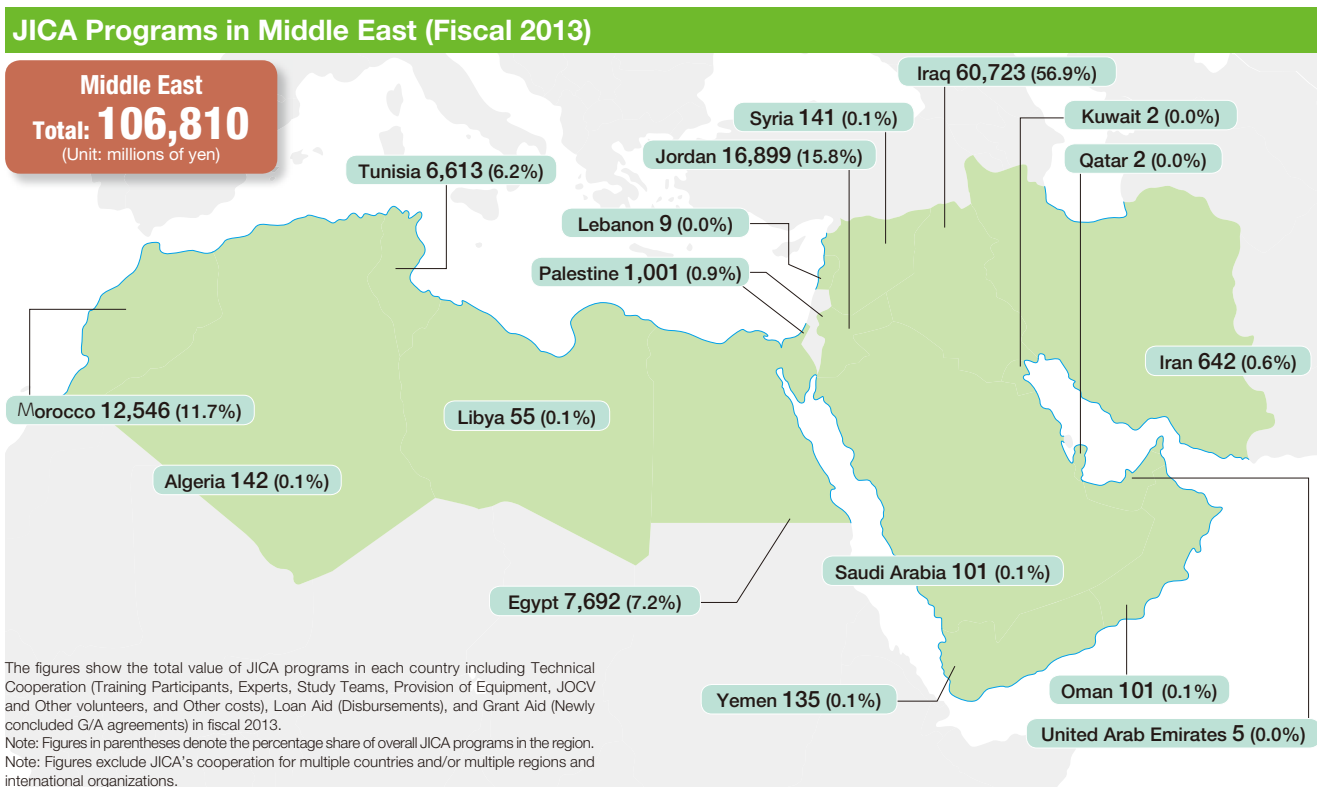 JICA Programs in Middle East (Fiscal 2013)
Middle East
Total: 106,810
(Unit: millions of yen)
Iraq 60,723 (56.9%)
Syria 141 (0.1%)
Kuwait 2 (0.0%)
Jordan 16,899 (15.8%)
Qatar 2 (0.0%)
Tunisia 6,613 (6.2%)
Lebanon 9 (0.0%)
Palestine 1,001 (0.9%)
Iran 642 (0.6%)
Morocco 12,546 (11.7%)
Libya 55 (0.1%)
Algeria 142 (0.1%)
Saudi Arabia 101 (0.1%)
Egypt 7,692 (7.2%)
Yemen 135 (0.1%)
Oman 101 (0.1%)
United Arab Emirates 5 (0.0%)
The figures show the total value of JICA programs in each country including Technical
Cooperation (Training Participants, Experts, Study Teams, Provision of Equipment, JOCV
and Other volunteers, and Other costs), Loan Aid (Disbursements), and Grant Aid (Newly
concluded G/A agreements) in fiscal 2013.
Note: Figures in parentheses denote the percentage share of overall JICA programs in the region.
Note: Figures exclude JICA's cooperation for multiple countries and/or multiple regions and
international organizations.